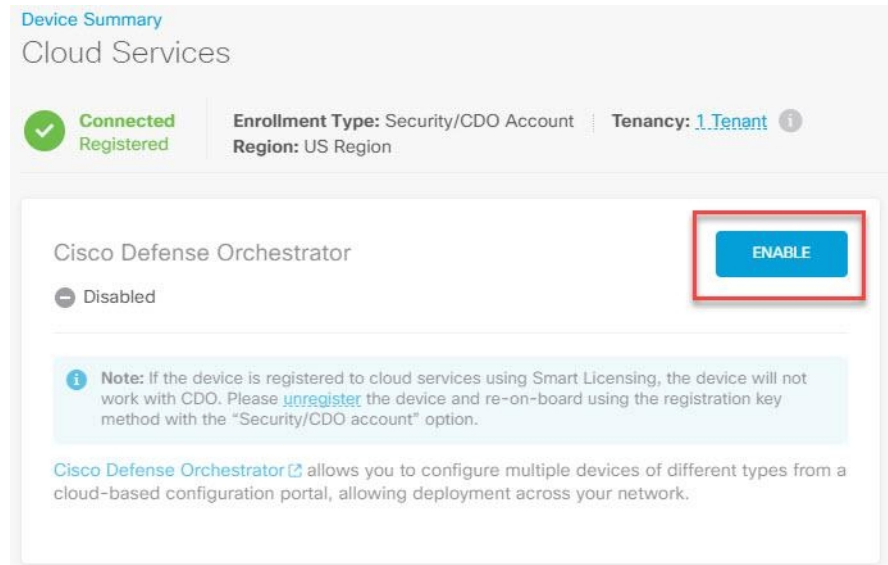 Device Summary
Cloud Services
Connected
Registered
Enrollment Type: Security/CDO Account
Tenancy: 1 Tenant
Region: US Region
Cisco Defense Orchestrator
ENABLE
Disabled
Note: If the device is registered to cloud services using Smart Licensing, the device will not
work with CDO. Please unregister the device and re-on-board using the registration key
method with the “Security/CDO account” option.
Cisco Defense Orchestrator allows you to configure multiple devices of different types from a
cloud-based configuration portal, allowing deployment across your network.